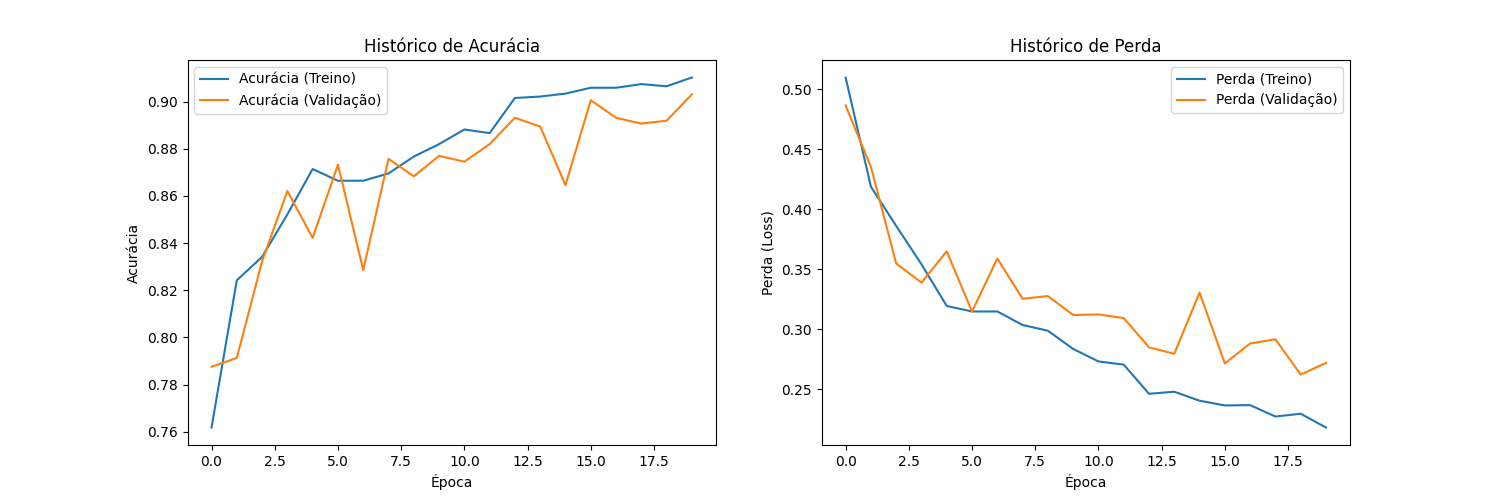 Histórico de Acurácia
Acurácia (Treino)
Acurácia (Validação)
0.90
0.88
0.86
0.84
0.82
0.80
0.78
0.76
Acurácia
0.0 2.5 5.0 7.5 10.0 12.5 15.0 17.5
Época
Histórico de Perda
Perda (Treino)
Perda (Validação)
0.50
0.45
0.40
0.35
0.30
0.25
Perda (Loss)
0.0 2.5 5.0 7.5 10.0 12.5 15.0 17.5
Época